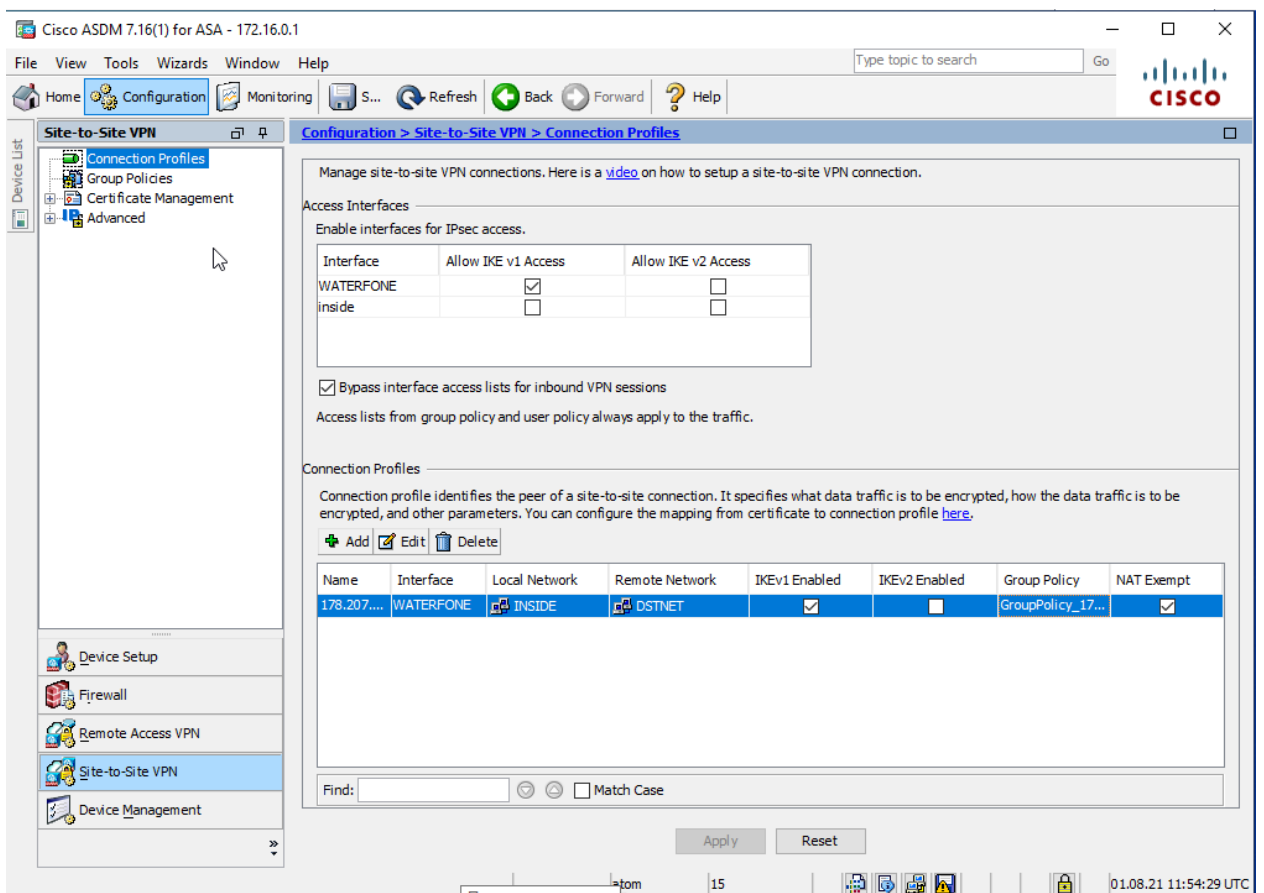 Cisco ASDM 7.16(1) for ASA - 172.16.0.1
File View Tools Wizards Window Help
Type topic to search Go
CISCO
Home Configuration Monitoring S... Refresh Back Forward Help
Device List
Site-to-Site VPN
Connection Profiles
Group Policies
Certificate Management
Advanced
Device Setup
Firewall
Remote Access VPN
Site-to-Site VPN
Device Management
Configuration > Site-to-Site VPN > Connection Profiles
Manage site-to-site VPN connections. Here is a video on how to setup a site-to-site VPN connection.
Access Interfaces
Enable interfaces for IPsec access.
Interface Allow IKE v1 Access Allow IKE v2 Access
WATERFONE
inside
Bypass interface access lists for inbound VPN sessions
Access lists from group policy and user policy always apply to the traffic.
Connection Profiles
Connection profile identifies the peer of a site-to-site connection. It specifies what data traffic is to be encrypted, how the data traffic is to be
encrypted, and other parameters. You can configure the mapping from certificate to connection profile here.
Add Edit Delete
Name Interface Local Network Remote Network IKEv1 Enabled IKEv2 Enabled Group Policy NAT Exempt
178.207.... WATERFONE INSIDE DSTNET GroupPolicy_17...
Find: Match Case
Apply Reset
15 01.08.21 11:54:29 UTC